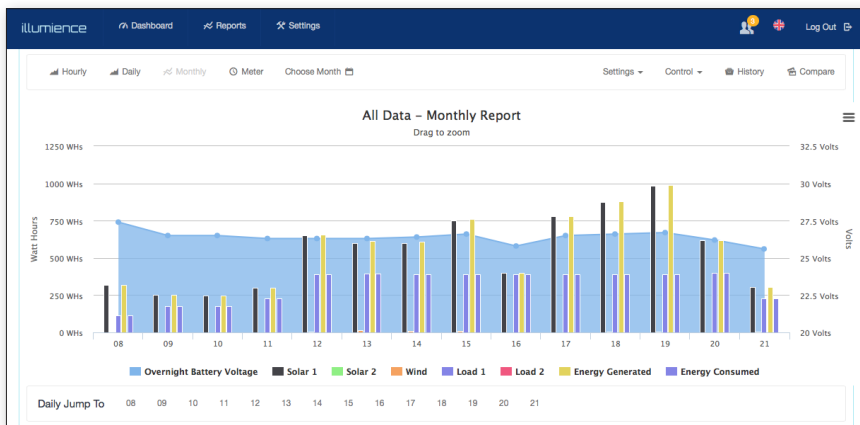 illumience Dashboard Reports Settings 3 Log Out
Hourly Daily Monthly Meter Choose Month Settings Control History Compare
All Data – Monthly Report
Drag to zoom
1250 WHs 32.5 Volts
1000 WHs 30 Volts
750 WHs 27.5 Volts
500 WHs 25 Volts
250 WHs 22.5 Volts
0 WHs 20 Volts
Watt Hours
Volts
08 09 10 11 12 13 14 15 16 17 18 19 20 21
Overnight Battery Voltage Solar 1 Solar 2 Wind Load 1 Load 2 Energy Generated Energy Consumed
Daily Jump To 08 09 10 11 12 13 14 15 16 17 18 19 20 21